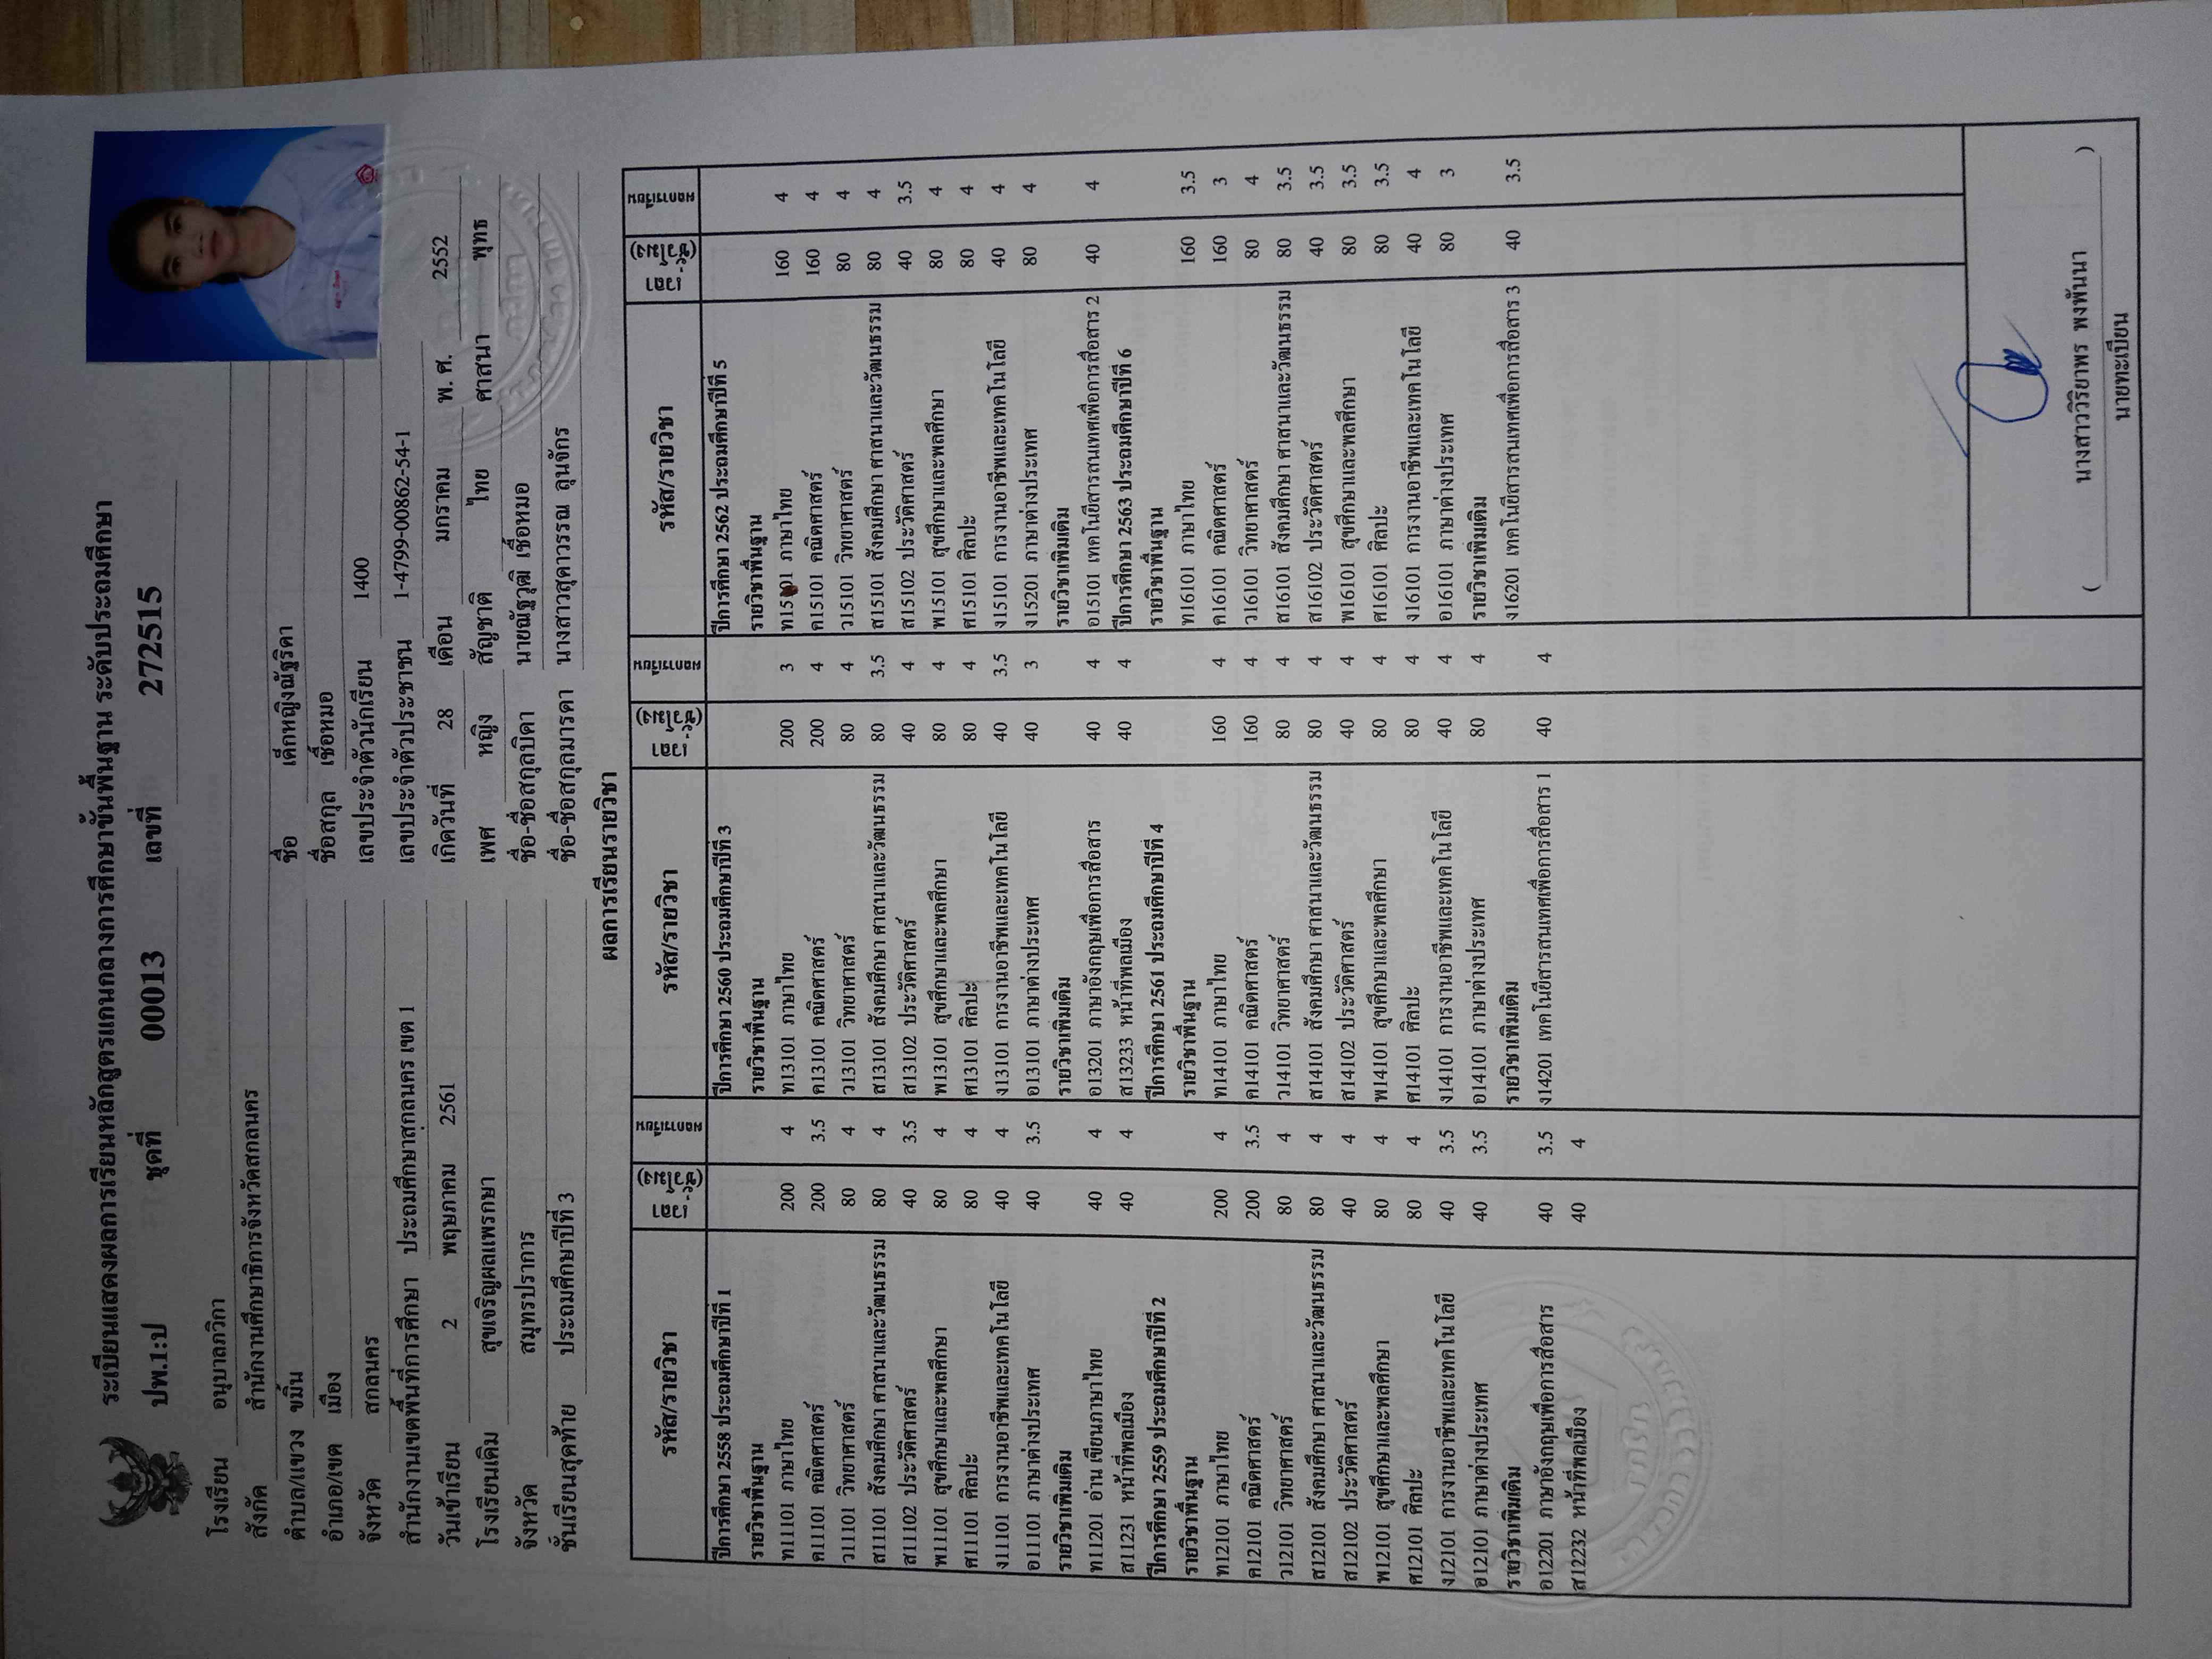 ระเบียนแสดงผลการเรียนหลักสูตรแกนกลางการศึกษาขั้นพื้นฐาน ระดับประถมศึกษา
ปพ.1:ป ชุดที่ 00013 เลขที่ 272515
โรงเรียน อนุบาลภวิกา
สังกัด สำนักงานศึกษาธิการจังหวัดสกลนคร
ตำบล/แขวง ขมิ้น
อำเภอ/เขต เมือง
จังหวัด สกลนคร
สำนักงานเขตพื้นที่การศึกษา ประถมศึกษาสกลนคร เขต 1
วันเข้าเรียน 2 พฤษภาคม 2561
โรงเรียนเดิม สุขเจริญผลแพรกษา
จังหวัด สมุทรปราการ
ชั้นเรียนสุดท้าย ประถมศึกษาปีที่ 3
ชื่อ เด็กหญิงณัฐริคา
ชื่อสกุล เชื้อหมอ
เลขประจำตัวนักเรียน 1400
เลขประจำตัวประชาชน 1-4799-00862-54-1
เกิดวันที่ 28 เดือน มกราคม พ.ศ. 2552
เพศ หญิง สัญชาติ ไทย ศาสนา พุทธ
ชื่อ-ชื่อสกุลบิดา นายณัฐวุฒิ เชื้อหมอ
ชื่อ-ชื่อสกุลมารดา นางสาวสุดาวรรณ ลุนจักร
ผลการเรียนรายวิชา
รหัส/รายวิชา เวลา (ชั่วโมง) ผลการเรียน
ปีการศึกษา 2558 ประถมศึกษาปีที่ 1
รายวิชาพื้นฐาน
ท11101 ภาษาไทย 200 4
ค11101 คณิตศาสตร์ 200 3.5
ว11101 วิทยาศาสตร์ 80 4
ส11101 สังคมศึกษา ศาสนาและวัฒนธรรม 80 4
ส11102 ประวัติศาสตร์ 40 3.5
พ11101 สุขศึกษาและพลศึกษา 80 4
ศ11101 ศิลปะ 80 4
ง11101 การงานอาชีพและเทคโนโลยี 40 4
อ11101 ภาษาต่างประเทศ 40 3.5
รายวิชาเพิ่มเติม
ท11201 อ่าน เขียนภาษาไทย 40 4
ส11231 หน้าที่พลเมือง 40 4
ปีการศึกษา 2559 ประถมศึกษาปีที่ 2
รายวิชาพื้นฐาน
ท12101 ภาษาไทย 200 4
ค12101 คณิตศาสตร์ 200 3.5
ว12101 วิทยาศาสตร์ 80 4
ส12101 สังคมศึกษา ศาสนาและวัฒนธรรม 80 4
ส12102 ประวัติศาสตร์ 40 4
พ12101 สุขศึกษาและพลศึกษา 80 4
ศ12101 ศิลปะ 80 4
ง12101 การงานอาชีพและเทคโนโลยี 40 3.5
อ12101 ภาษาต่างประเทศ 40 3.5
รายวิชาเพิ่มเติม
อ12201 ภาษาอังกฤษเพื่อการสื่อสาร 40 3.5
ส12232 หน้าที่พลเมือง 40 4
รหัส/รายวิชา เวลา (ชั่วโมง) ผลการเรียน
ปีการศึกษา 2560 ประถมศึกษาปีที่ 3
รายวิชาพื้นฐาน
ท13101 ภาษาไทย 200 3
ค13101 คณิตศาสตร์ 200 4
ว13101 วิทยาศาสตร์ 80 4
ส13101 สังคมศึกษา ศาสนาและวัฒนธรรม 80 3.5
ส13102 ประวัติศาสตร์ 40 4
พ13101 สุขศึกษาและพลศึกษา 80 4
ศ13101 ศิลปะ 80 4
ง13101 การงานอาชีพและเทคโนโลยี 40 3.5
อ13101 ภาษาต่างประเทศ 40 3
รายวิชาเพิ่มเติม
อ13201 ภาษาอังกฤษเพื่อการสื่อสาร 40 4
ส13233 หน้าที่พลเมือง 40 4
ปีการศึกษา 2561 ประถมศึกษาปีที่ 4
รายวิชาพื้นฐาน
ท14101 ภาษาไทย 160 4
ค14101 คณิตศาสตร์ 160 4
ว14101 วิทยาศาสตร์ 80 4
ส14101 สังคมศึกษา ศาสนาและวัฒนธรรม 80 4
ส14102 ประวัติศาสตร์ 40 4
พ14101 สุขศึกษาและพลศึกษา 80 4
ศ14101 ศิลปะ 80 4
ง14101 การงานอาชีพและเทคโนโลยี 40 4
อ14101 ภาษาต่างประเทศ 80 4
รายวิชาเพิ่มเติม
ง14201 เทคโนโยีสารสนเทศเพื่อการสื่อสาร 1 40 4
รหัส/รายวิชา เวลา (ชั่วโมง) ผลการเรียน
ปีการศึกษา 2562 ประถมศึกษาปีที่ 5
รายวิชาพื้นฐาน
ท15101 ภาษาไทย 160 4
ค15101 คณิตศาสตร์ 160 4
ว15101 วิทยาศาสตร์ 80 4
ส15101 สังคมศึกษา ศาสนาและวัฒนธรรม 80 4
ส15102 ประวัติศาสตร์ 40 3.5
พ15101 สุขศึกษาและพลศึกษา 80 4
ศ15101 ศิลปะ 80 4
ง15101 การงานอาชีพและเทคโนโลยี 40 4
ง15201 ภาษาต่างประเทศ 80 4
รายวิชาเพิ่มเติม
อ15101 เทคโนโยีสารสนเทศเพื่อการสื่อสาร 2 40 4
ปีการศึกษา 2563 ประถมศึกษาปีที่ 6
รายวิชาพื้นฐาน
ท16101 ภาษาไทย 160 3.5
ค16101 คณิตศาสตร์ 160 3
ว16101 วิทยาศาสตร์ 80 4
ส16101 สังคมศึกษา ศาสนาและวัฒนธรรม 80 3.5
ส16102 ประวัติศาสตร์ 40 3.5
พ16101 สุขศึกษาและพลศึกษา 80 3.5
ศ16101 ศิลปะ 80 3.5
ง16101 การงานอาชีพและเทคโนโลยี 40 4
อ16101 ภาษาต่างประเทศ 80 3
รายวิชาเพิ่มเติม
ง16201 เทคโนโยีสารสนเทศเพื่อการสื่อสาร 3 40 3.5
( นางสาววิริยาพร พงพันนา )
นายทะเบียน